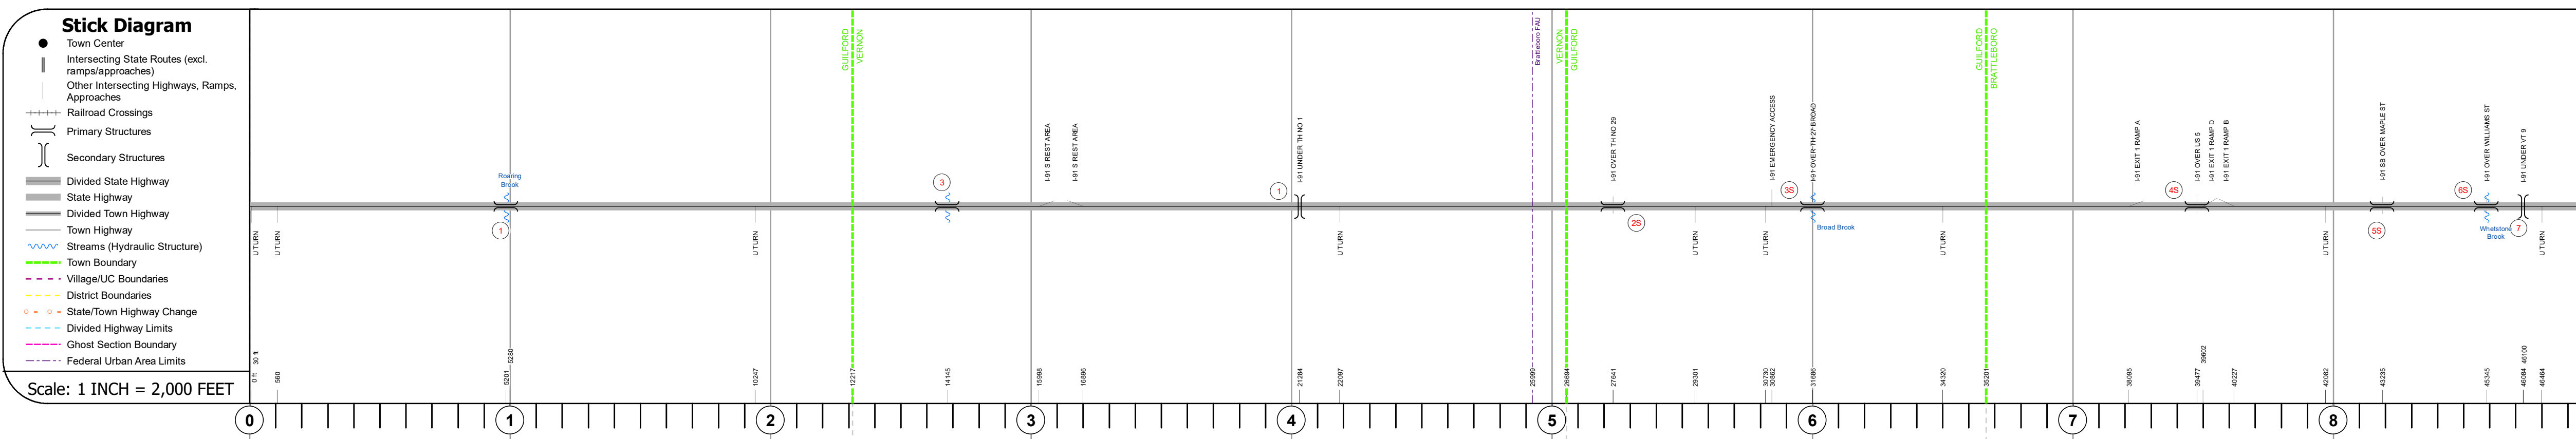 Stick Diagram
Town Center
Intersecting State Routes (excl.
ramps/approaches)
Other Intersecting Highways, Ramps,
Approaches
Railroad Crossings
Primary Structures
Secondary Structures
Divided State Highway
State Highway
Divided Town Highway
Town Highway
Streams (Hydraulic Structure)
Town Boundary
Village/UC Boundaries
District Boundaries
State/Town Highway Change
Divided Highway Limits
Ghost Section Boundary
Federal Urban Area Limits
Scale: 1 INCH = 2,000 FEET
GUILFORD
VERNON
Brattleboro FAU
VERNON
GUILFORD
GUILFORD
BRATTLEBORO
I-91 S REST AREA
I-91 S REST AREA
I-91 UNDER TH NO 1
I-91 OVER TH NO 29
I-91 EMERGENCY ACCESS
I-91 OVER TH 27 BROAD
I-91 EXIT 1 RAMP A
I-91 OVER US 5
I-91 EXIT 1 RAMP D
I-91 EXIT 1 RAMP B
I-91 SB OVER MAPLE ST
I-91 OVER WILLIAMS ST
I-91 UNDER VT 9
Roaring
Brook
1
3
1
2S
3S
Broad Brook
4S
5S
6S
Whetstone
Brook
7
U TURN
U TURN
U TURN
U TURN
U TURN
U TURN
U TURN
U TURN
U TURN
0 ft
30 ft
560
5201
5280
10247
12217
14145
15998
16896
21284
22097
25999
26694
27641
29301
30730
30862
31686
34320
35201
38095
39477
39602
40227
42082
43235
45345
46084
46100
46464
0
1
2
3
4
5
6
7
8